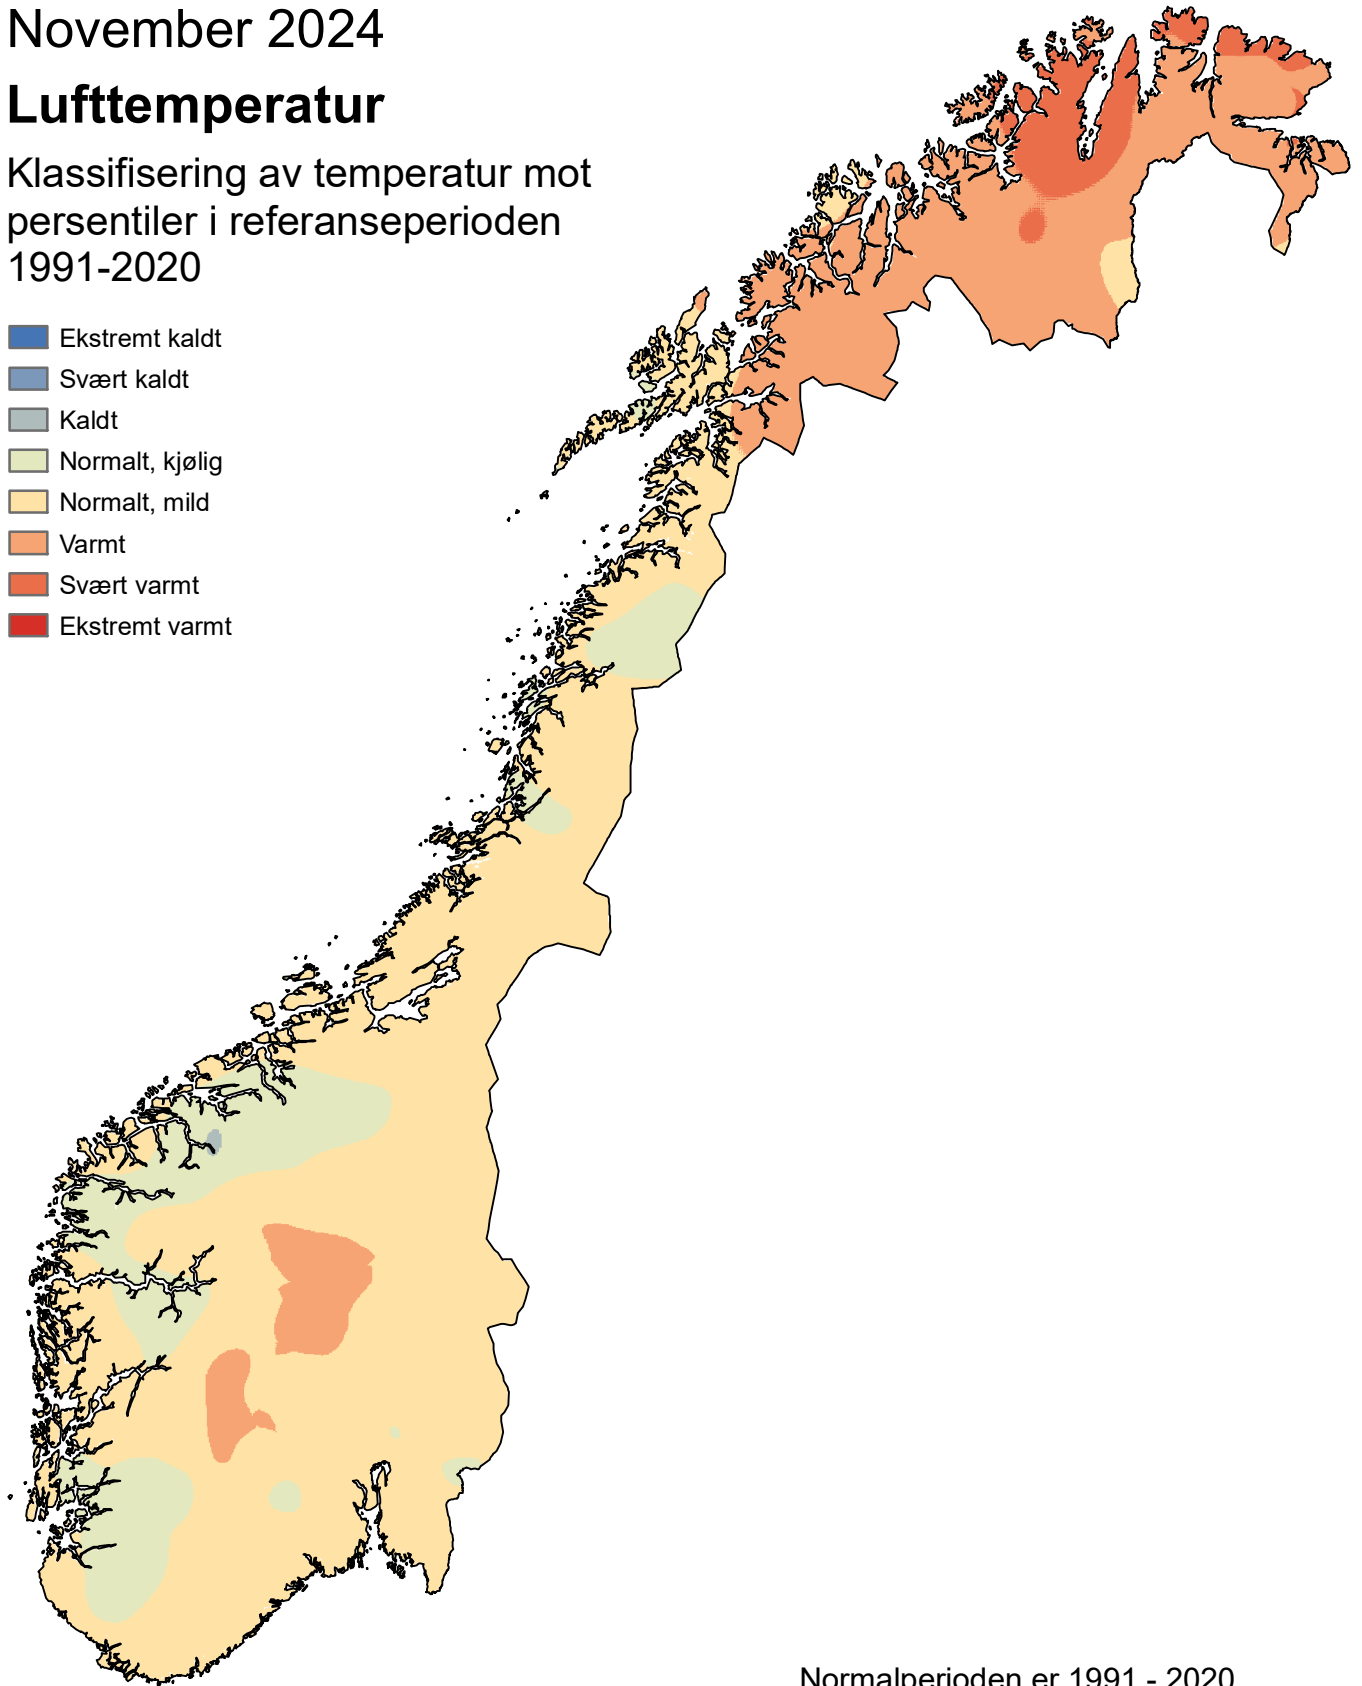 November 2024
Lufttemperatur
Klassifisering av temperatur mot
persentiler i referanseperioden
1991-2020
Ekstremt kaldt
Svært kaldt
Kaldt
Normalt, kjølig
Normalt, mild
Varmt
Svært varmt
Ekstremt varmt
Normalperioden er 1991 - 2020